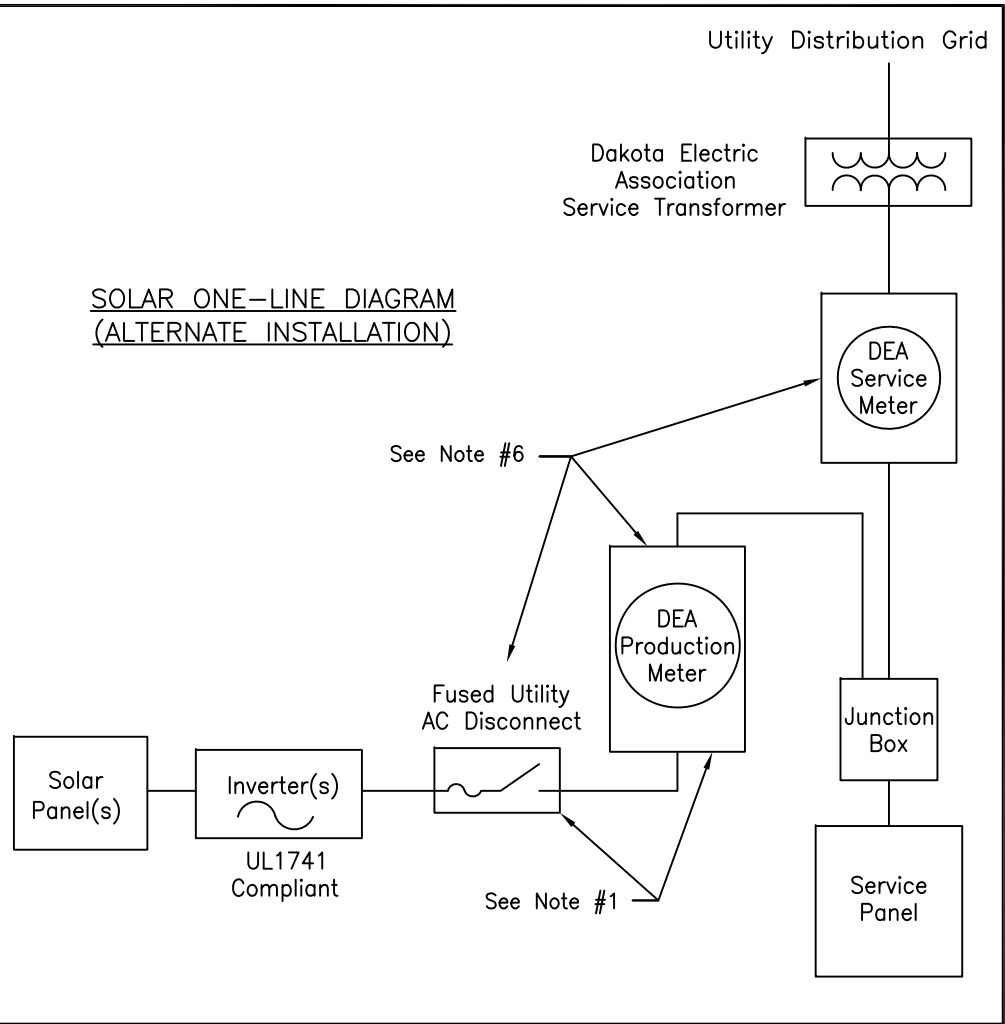 Utility Distribution Grid
Dakota Electric
Association
Service Transformer
SOLAR ONE-LINE DIAGRAM
(ALTERNATE INSTALLATION)
DEA
Service
Meter
See Note #6
DEA
Production
Meter
Fused Utility
AC Disconnect
Junction
Box
Solar
Panel(s)
Inverter(s)
UL1741
Compliant
See Note #1
Service
Panel